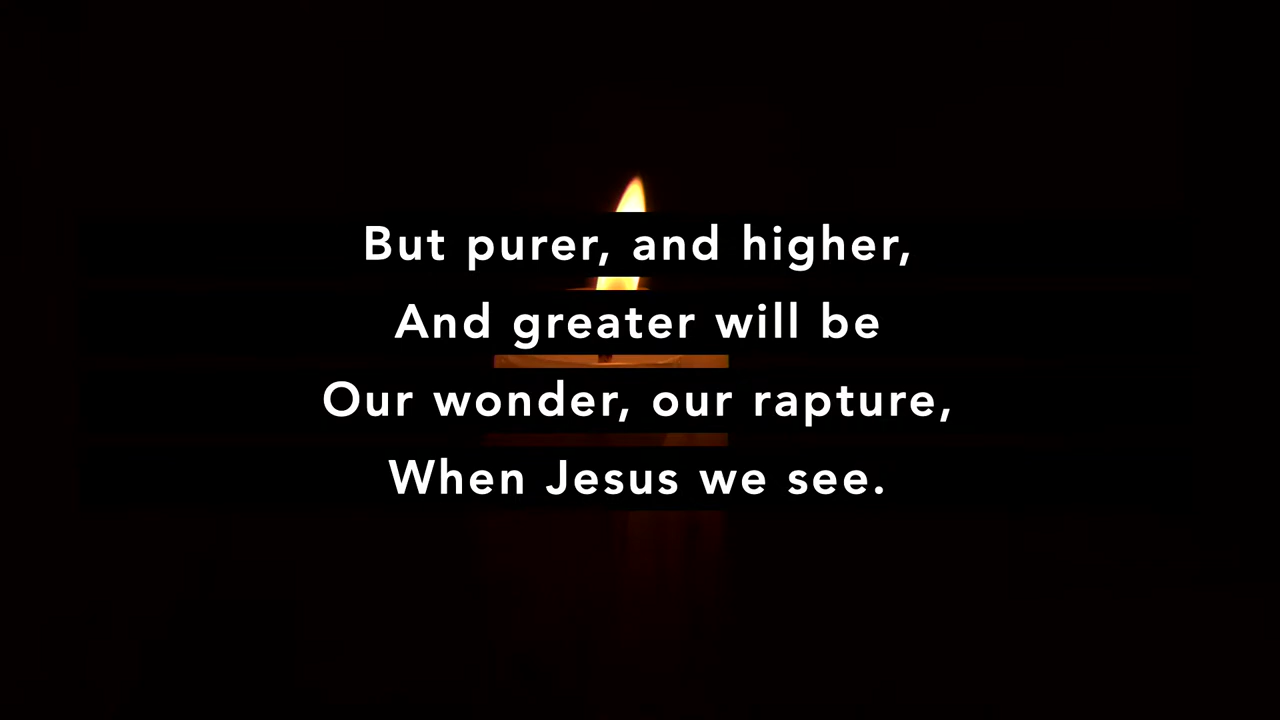 But purer, and higher,
And greater will be
Our wonder, our rapture,
When Jesus we see.